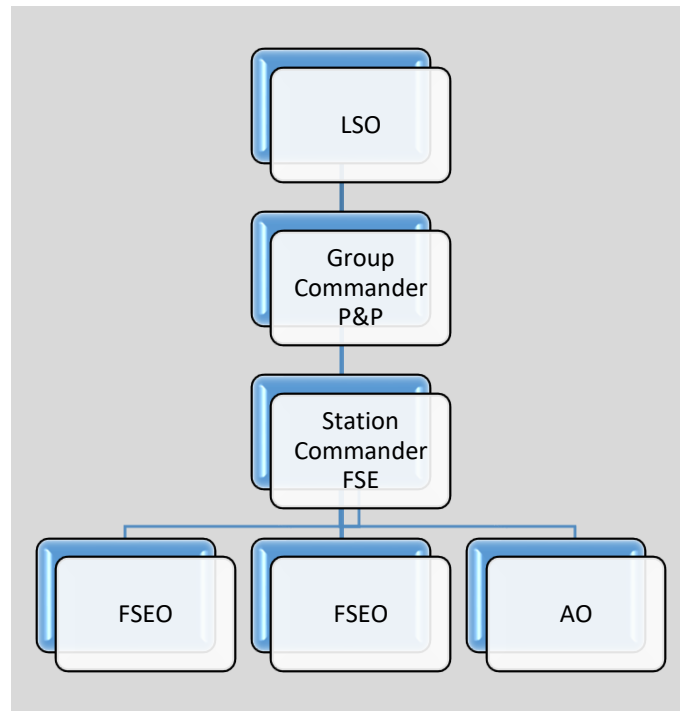 LSO
Group
Commander
P&P
Station
Commander
FSE
FSEO
FSEO
AO